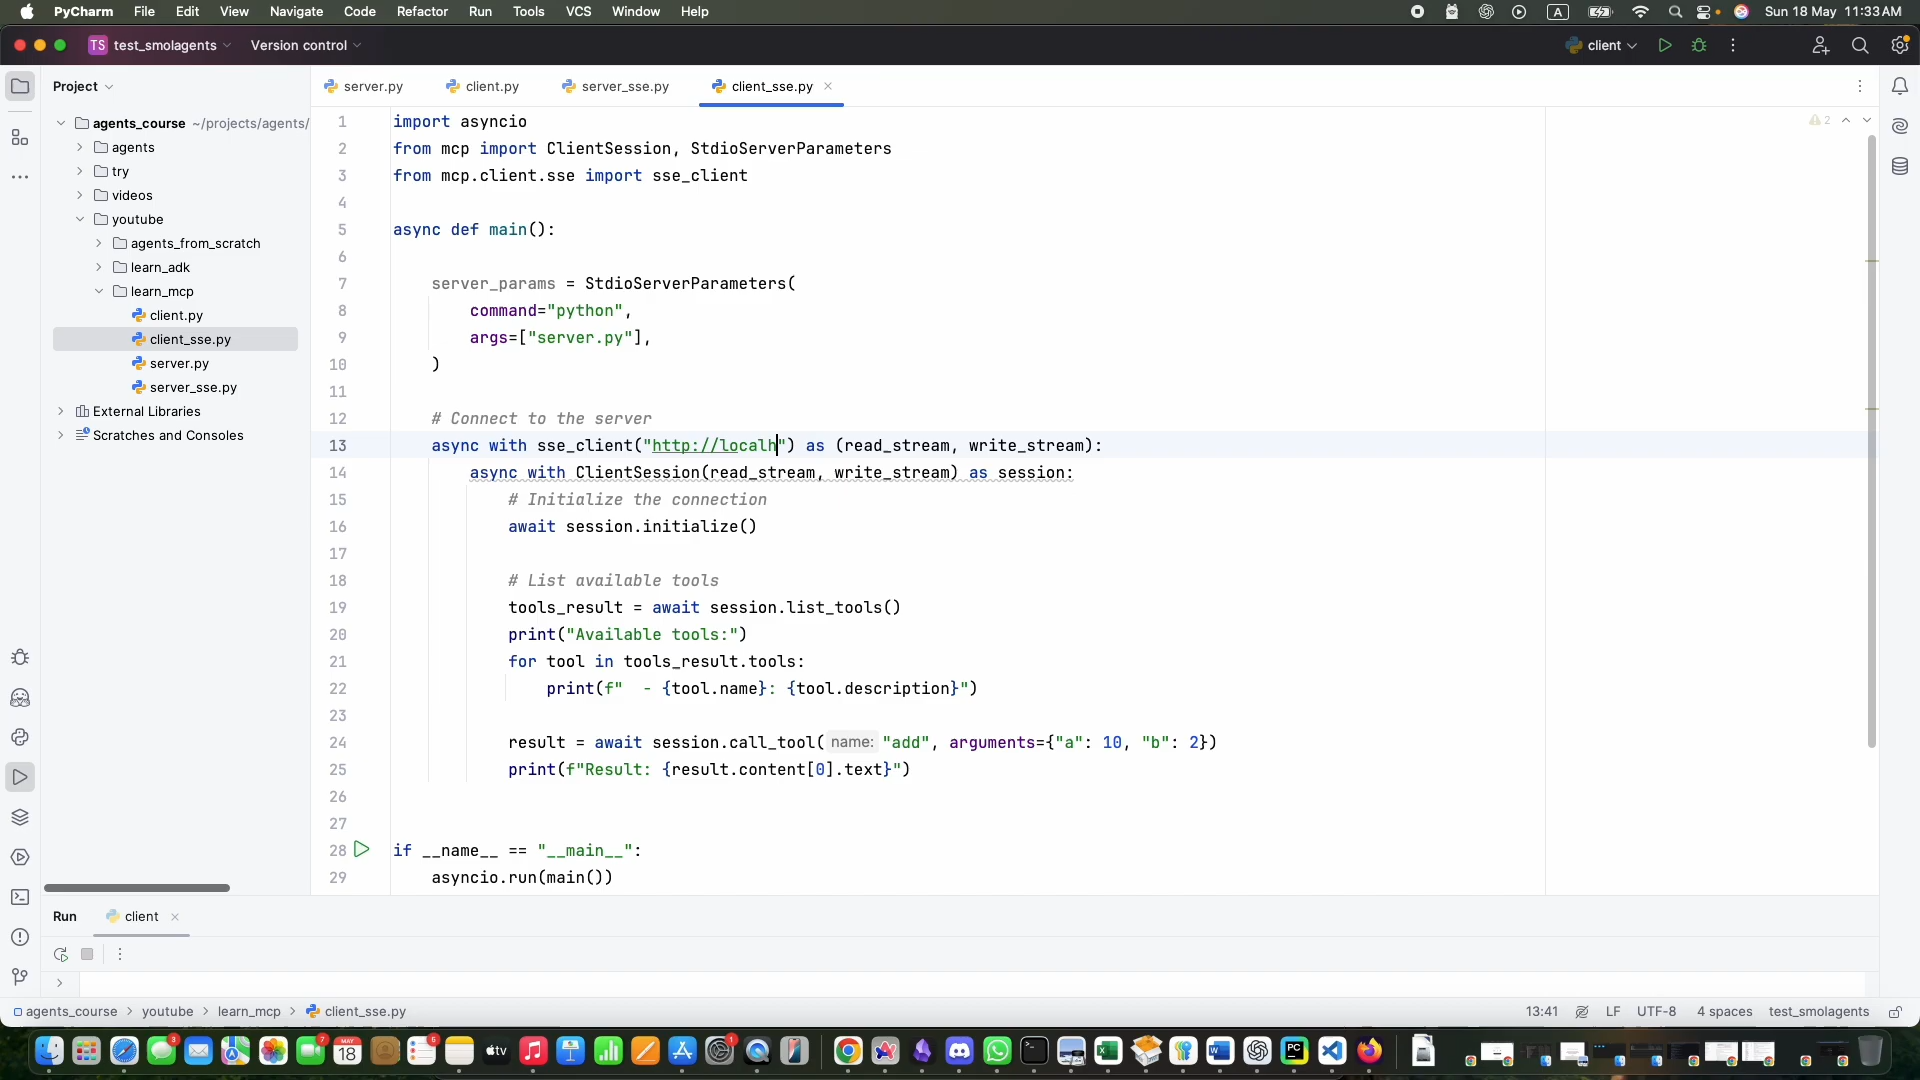 PyCharm File Edit View Navigate Code Refactor Run Tools VCS Window Help A Sun 18 May 11:33 AM
TS test_smolagents Version control client
Project server.py client.py server_sse.py client_sse.py
agents_course ~/projects/agents/
agents
try
videos
youtube
agents_from_scratch
learn_adk
learn_mcp
client.py
client_sse.py
server.py
server_sse.py
External Libraries
Scratches and Consoles
2
1 import asyncio
2 from mcp import ClientSession, StdioServerParameters
3 from mcp.client.sse import sse_client
4
5 async def main():
6
7 server_params = StdioServerParameters(
8 command="python",
9 args=["server.py"],
10 )
11
12 # Connect to the server
13 async with sse_client("http://localh") as (read_stream, write_stream):
14 async with ClientSession(read_stream, write_stream) as session:
15 # Initialize the connection
16 await session.initialize()
17
18 # List available tools
19 tools_result = await session.list_tools()
20 print("Available tools:")
21 for tool in tools_result.tools:
22 print(f"  - {tool.name}: {tool.description}")
23
24 result = await session.call_tool( name: "add", arguments={"a": 10, "b": 2})
25 print(f"Result: {result.content[0].text}")
26
27
28 if __name__ == "__main__":
29 asyncio.run(main())
Run client
agents_course > youtube > learn_mcp > client_sse.py 13:41 LF UTF-8 4 spaces test_smolagents
3 7 MAY 18 6 tv 1 PC